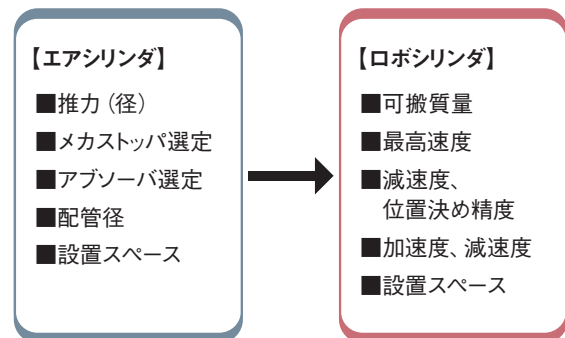 【エアシリンダ】
■推力（径）
■メカストッパ選定
■アブソーバ選定
■配管径
■設置スペース
【ロボシリンダ】
■可搬質量
■最高速度
■減速度、
位置決め精度
■加速度、減速度
■設置スペース